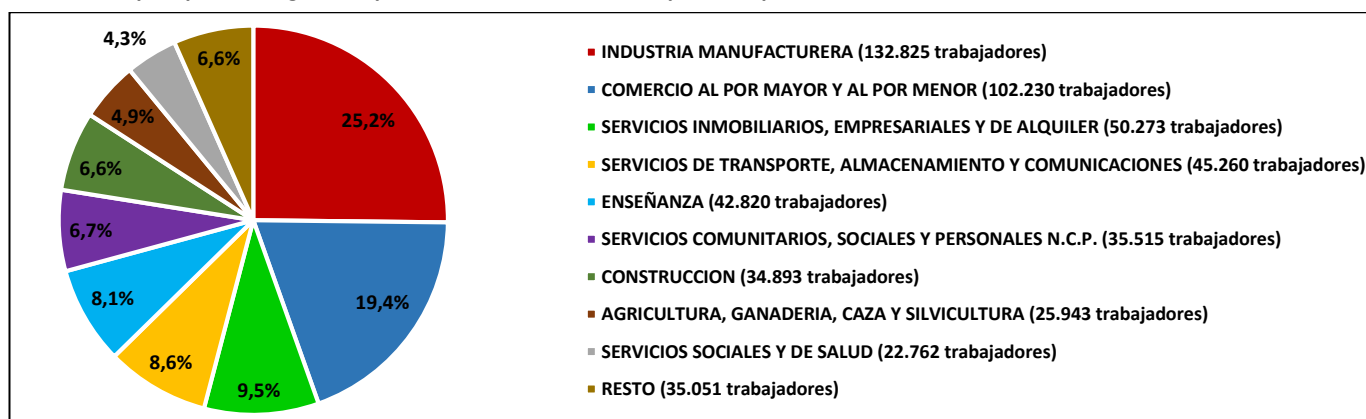 4,3%
6,6%
4,9%
25,2%
6,6%
6,7%
19,4%
8,1%
8,6%
9,5%
INDUSTRIA MANUFACTURERA (132.825 trabajadores)
COMERCIO AL POR MAYOR Y AL POR MENOR (102.230 trabajadores)
SERVICIOS INMOBILIARIOS, EMPRESARIALES Y DE ALQUILER (50.273 trabajadores)
SERVICIOS DE TRANSPORTE, ALMACENAMIENTO Y COMUNICACIONES (45.260 trabajadores)
ENSEÑANZA (42.820 trabajadores)
SERVICIOS COMUNITARIOS, SOCIALES Y PERSONALES N.C.P. (35.515 trabajadores)
CONSTRUCCION (34.893 trabajadores)
AGRICULTURA, GANADERIA, CAZA Y SILVICULTURA (25.943 trabajadores)
SERVICIOS SOCIALES Y DE SALUD (22.762 trabajadores)
RESTO (35.051 trabajadores)